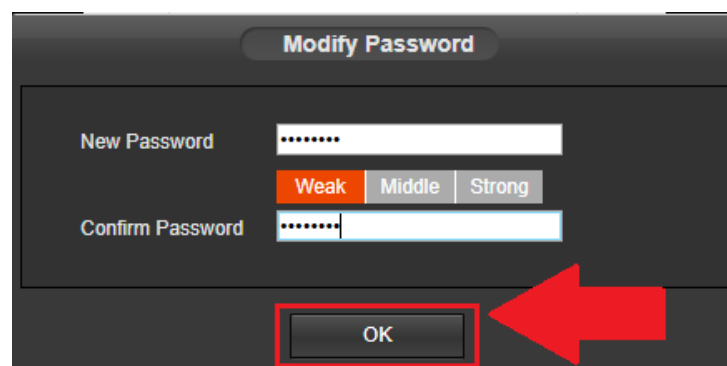 Modify Password
New Password ••••••••
Weak Middle Strong
Confirm Password ••••••••
OK